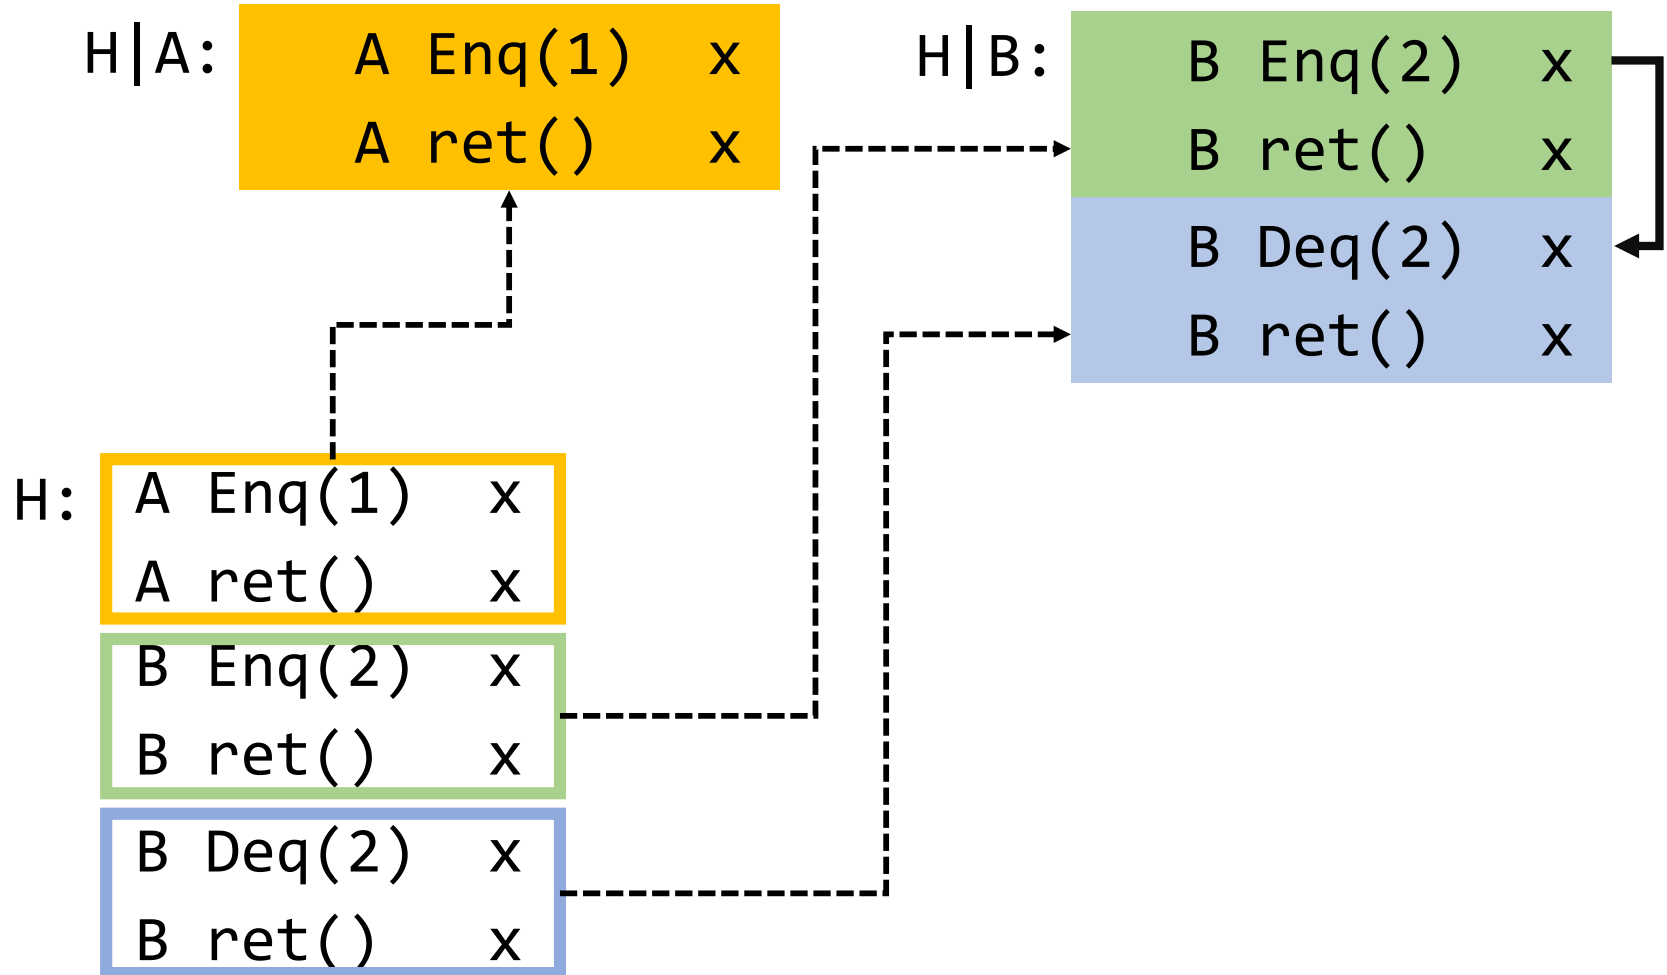 H|A:
A Enq(1) x
A ret() x
H|B:
B Enq(2) x
B ret() x
B Deq(2) x
B ret() x
H:
A Enq(1) x
A ret() x
B Enq(2) x
B ret() x
B Deq(2) x
B ret() x